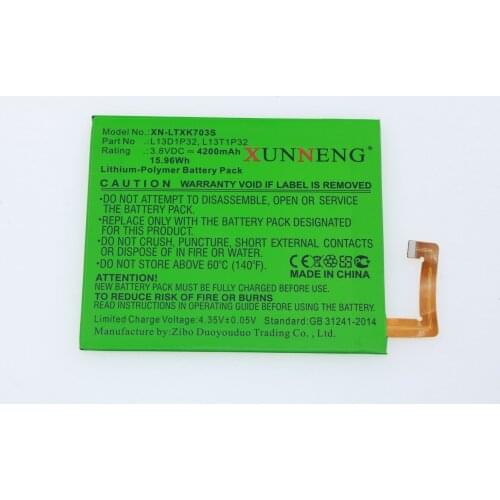 Model No.:XN-LTXK703S
Part No :L13D1P32, L13T1P32
Rating :3.8VDC ⎓ 4200mAh
15.96Wh
XUNNENG®
Lithium-Polymer Battery Pack
CAUTION: WARRANTY VOID IF LABEL IS REMOVED
•DO NOT ATTEMPT TO DISASSEMBLE, OPEN OR SERVICE
THE BATTERY PACK.
•REPLACE ONLY WITH THE BATTERY PACK DESIGNATED
FOR THIS PRODUCT.
•DO NOT CRUSH, PUNCTURE, SHORT EXTERNAL CONTACTS
OR DISPOSE OF IN FIRE OR WATER.
•DO NOT STORE ABOVE 60°C (140°F).
CE
MADE IN CHINA
ATTENTION!
NEW BATTERY PACK MUST BE FULLY CHARGED BEFORE USE.
TO REDUCE RISK OF FIRE OR BURNS
READ INSTRUCTIONS IN OPERATING GUIDE BEFORE USING BATTERY.
Limited Charge Voltage:4.35V±0.05V Standard:GB 31241-2014
Manufacture by:Zibo Duoyouduo Trading Co., Ltd.